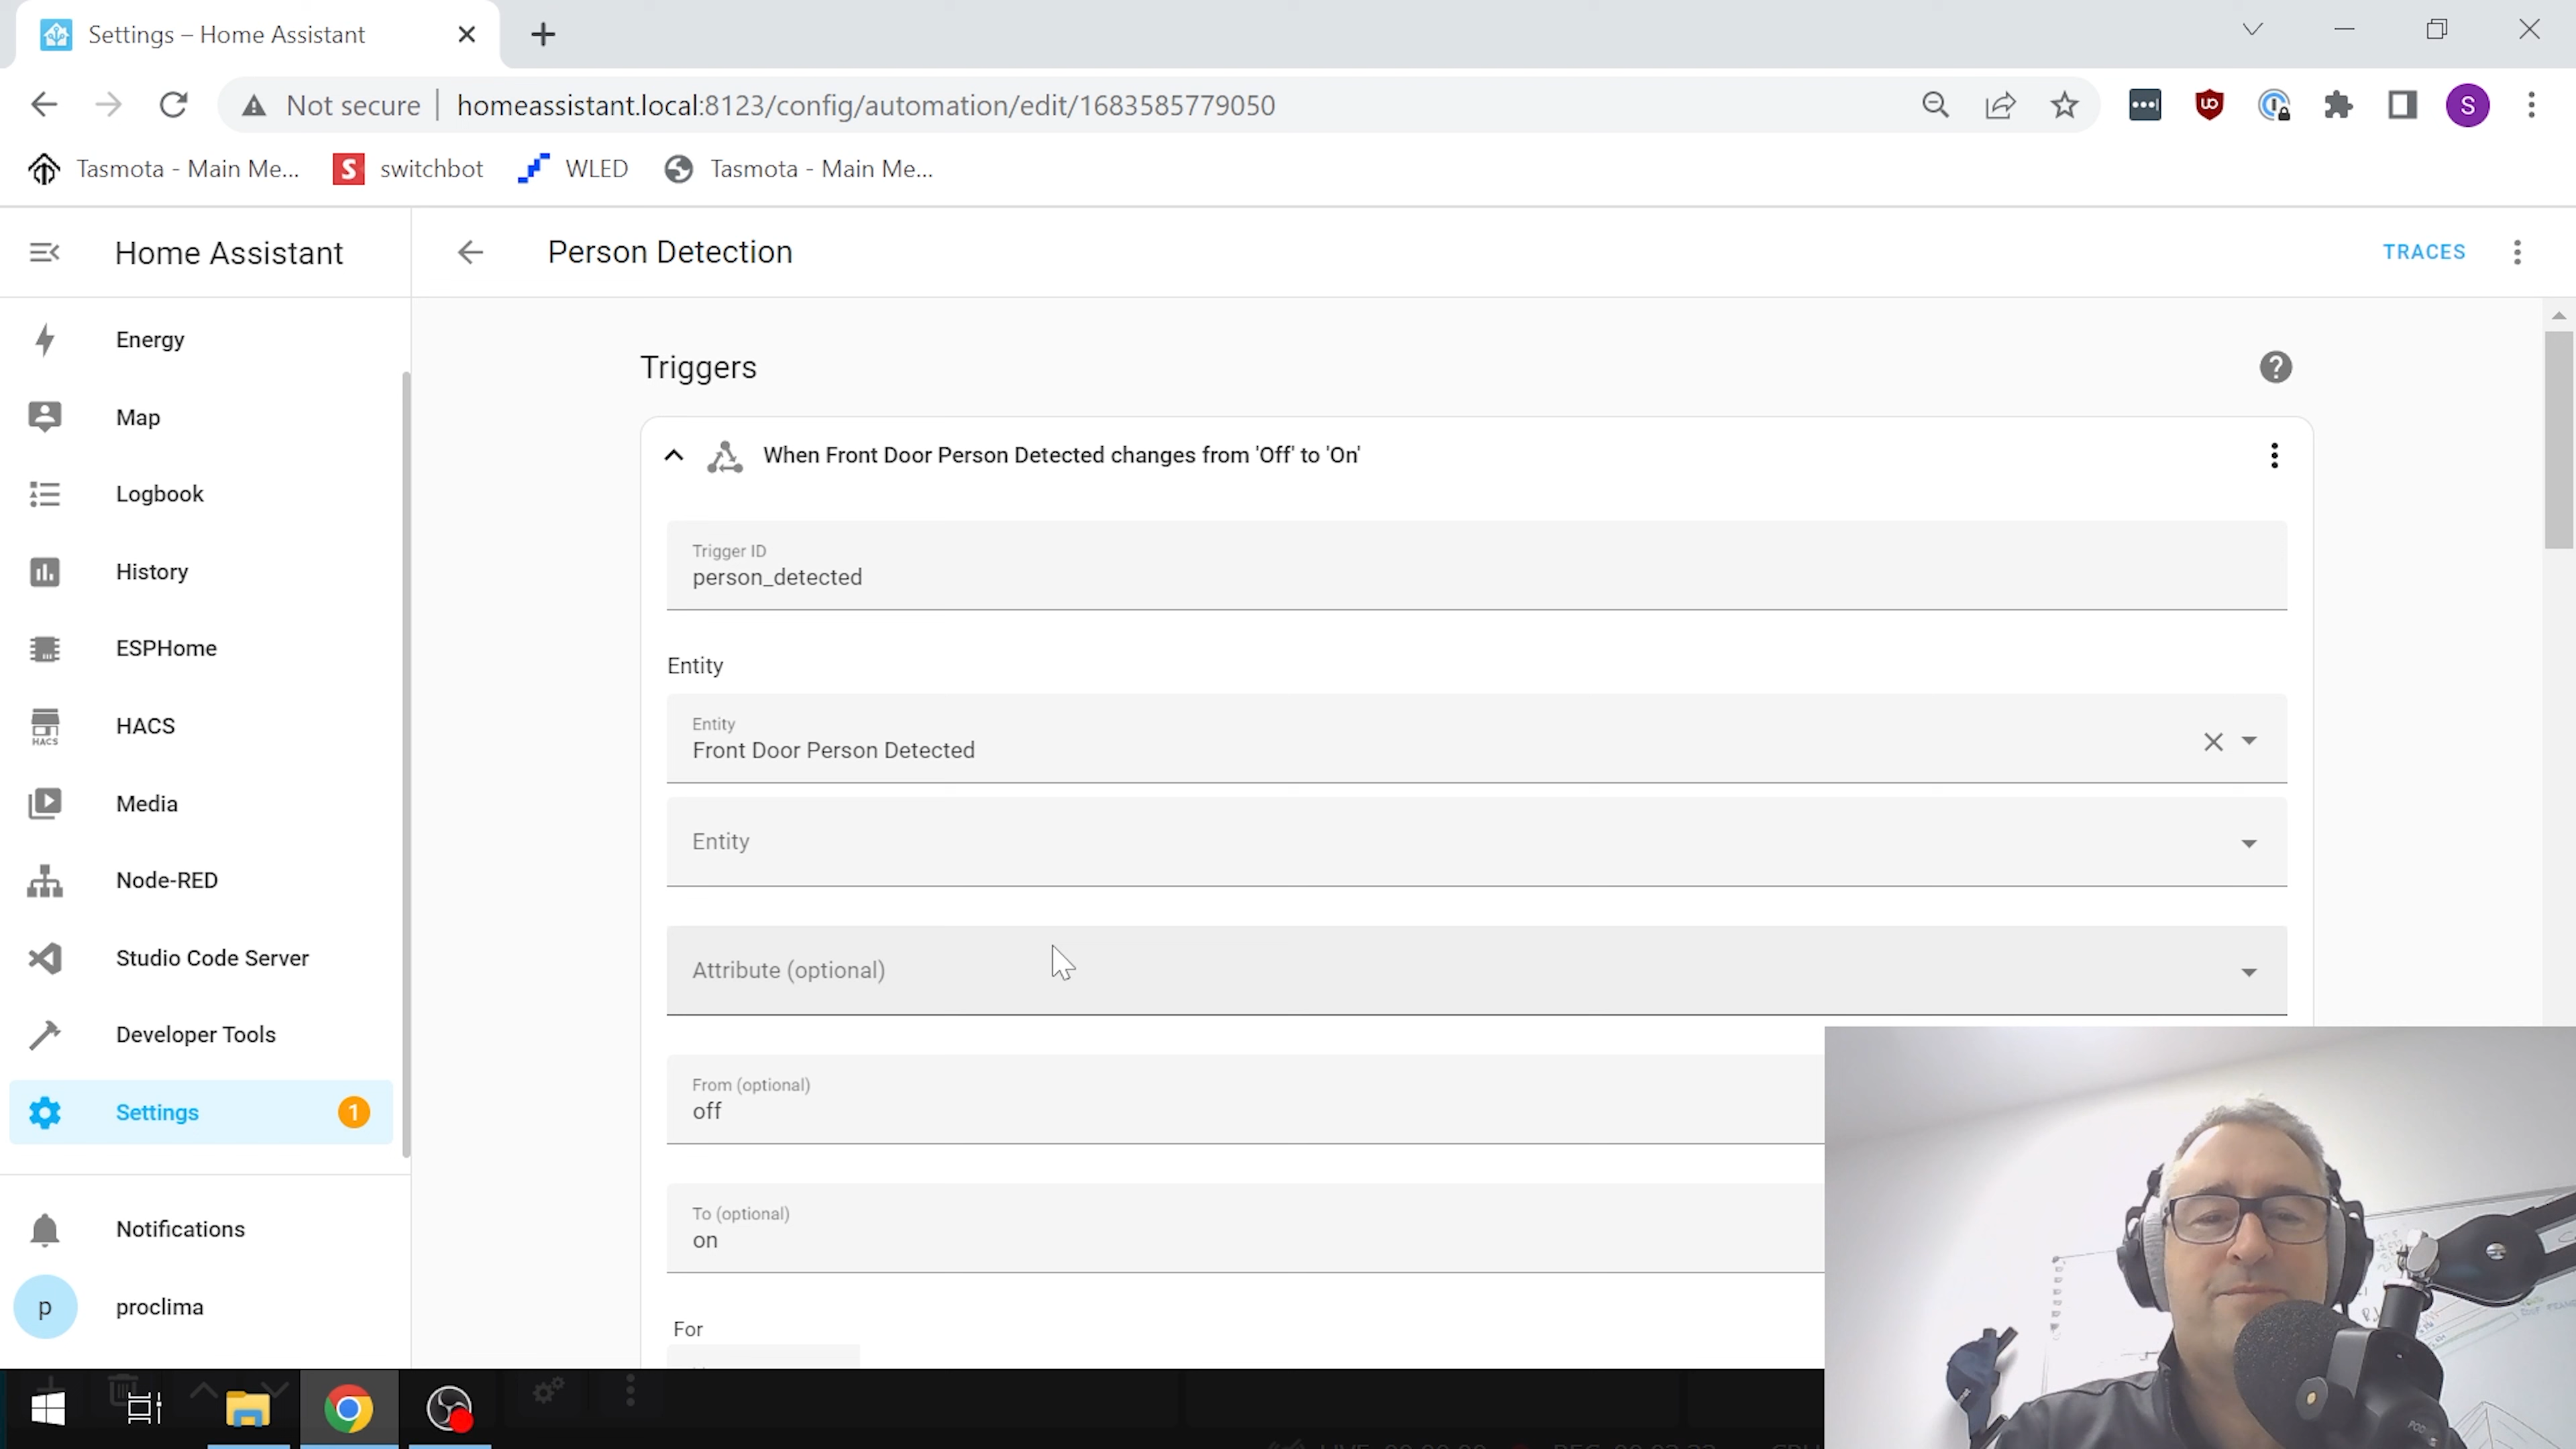 Settings – Home Assistant
Not secure
homeassistant.local:8123/config/automation/edit/1683585779050
S
Tasmota - Main Me...
switchbot
WLED
Tasmota - Main Me...
Home Assistant
Person Detection
TRACES
Energy
Map
Logbook
History
ESPHome
HACS
HACS
Media
Node-RED
Studio Code Server
Developer Tools
Settings
1
Notifications
p
proclima
Triggers
When Front Door Person Detected changes from 'Off' to 'On'
Trigger ID
person_detected
Entity
Entity
Front Door Person Detected
Entity
Attribute (optional)
From (optional)
off
To (optional)
on
For